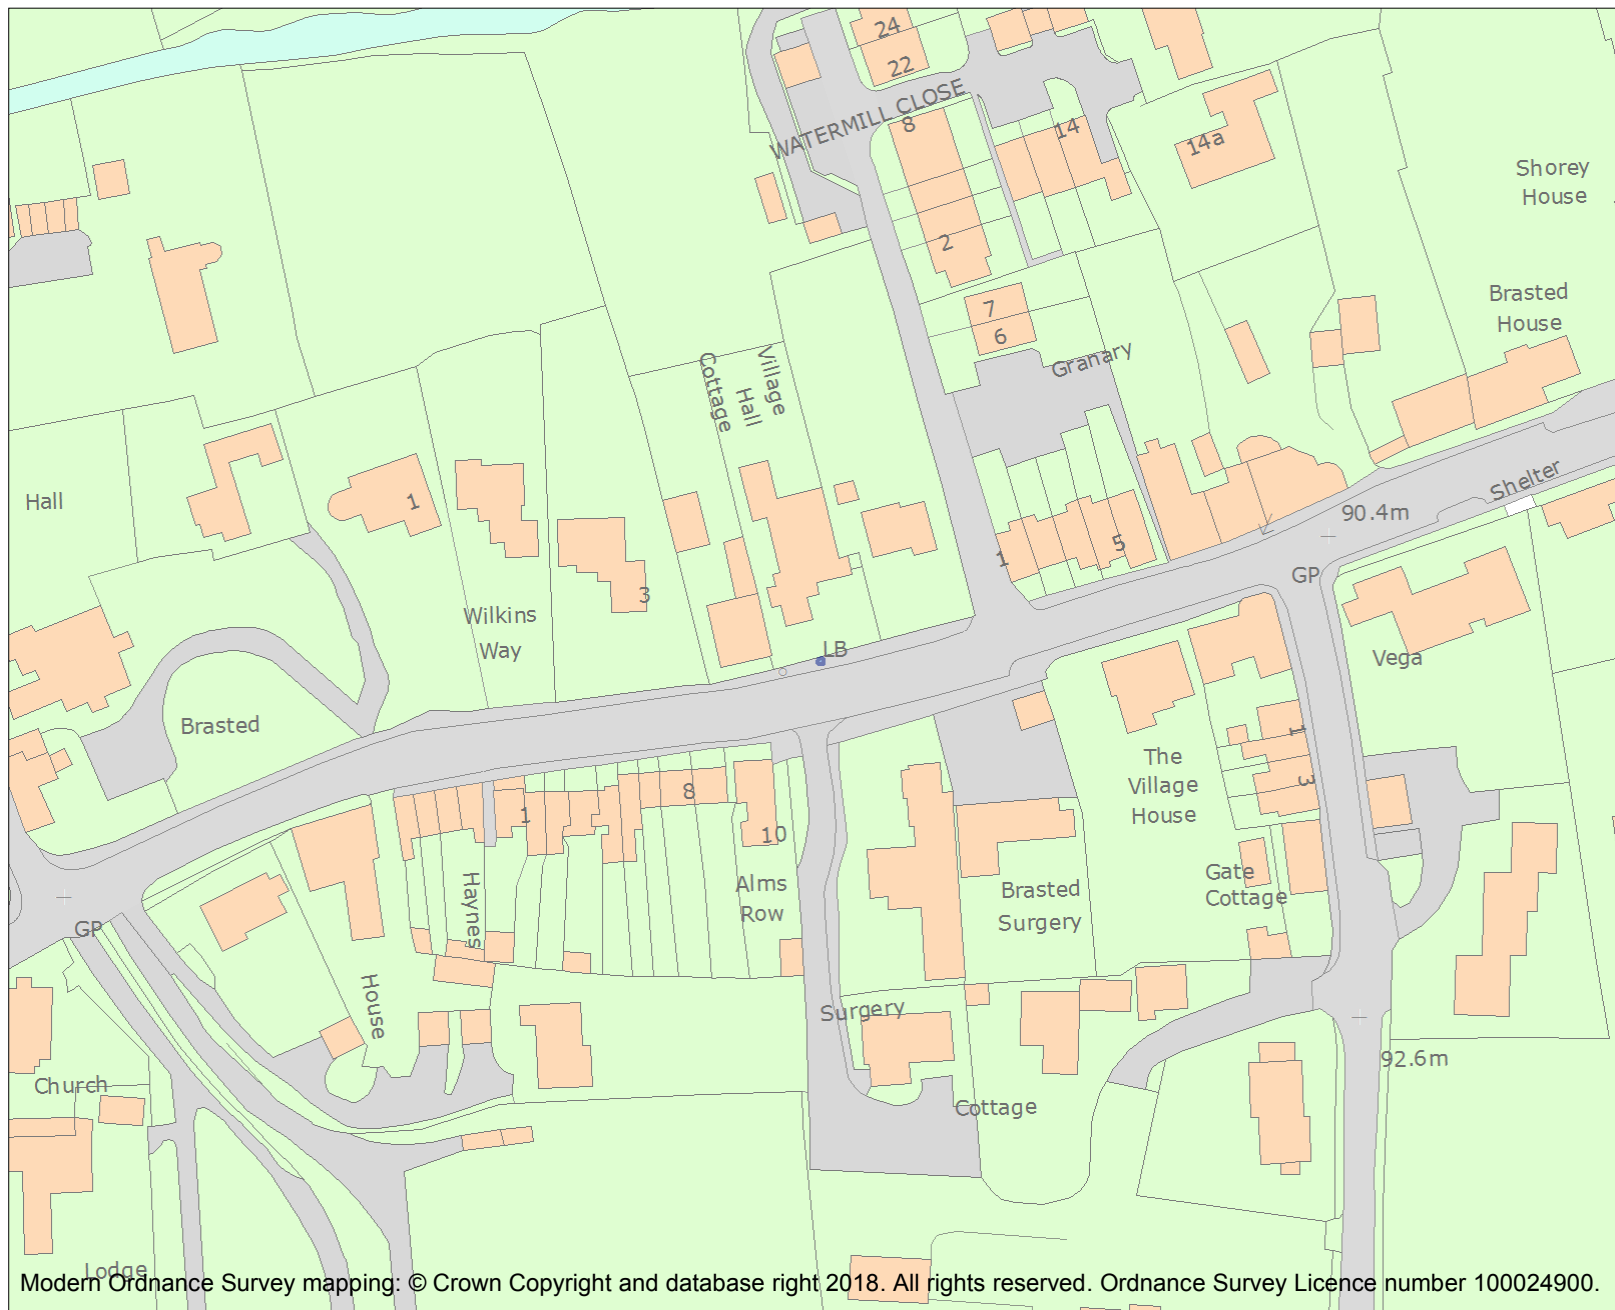 24
22
WATERMILL CLOSE
8
14
14a
Shorey
House
2
Brasted
House
7
6
Granary
Cottage
Village
Hall
Hall
1
Shelter
90.4m
1
5
GP
3
Wilkins
Way
LB
Vega
Brasted
1
3
The
Village
House
8
1
10
Alms
Row
Haynes
House
Gate
Cottage
Brasted
Surgery
GP
Surgery
92.6m
Church
Cottage
Lodge
Modern Ordnance Survey mapping: © Crown Copyright and database right 2018. All rights reserved. Ordnance Survey Licence number 100024900.